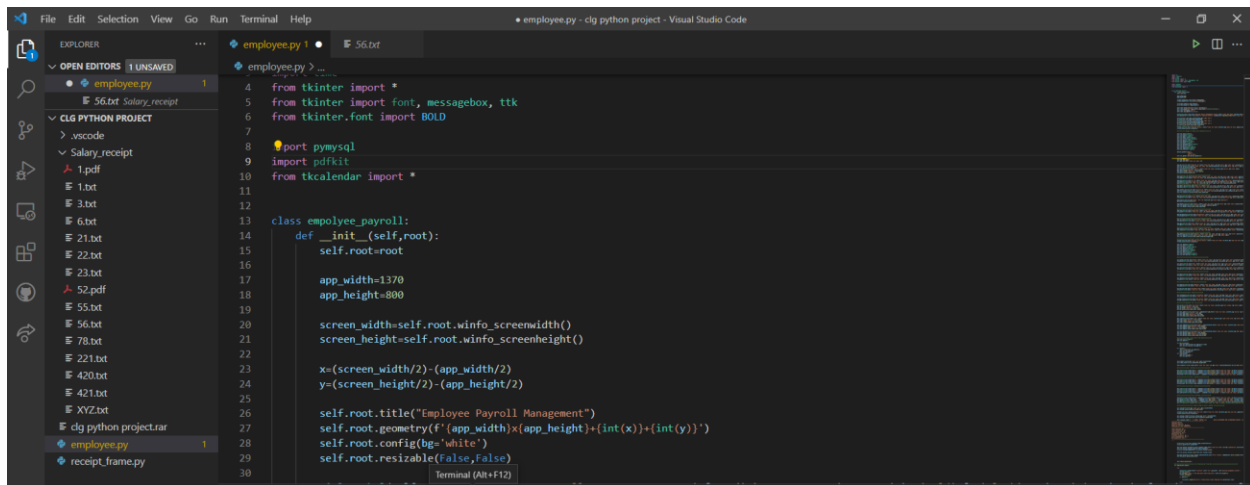 File Edit Selection View Go Run Terminal Help
● employee.py - clg python project - Visual Studio Code
EXPLORER
employee.py 1 ●
56.txt
OPEN EDITORS 1 UNSAVED
● employee.py 1
56.txt Salary_receipt
CLG PYTHON PROJECT
> .vscode
Salary_receipt
1.pdf
1.txt
3.txt
6.txt
21.txt
22.txt
23.txt
52.pdf
55.txt
56.txt
78.txt
221.txt
420.txt
421.txt
XYZ.txt
clg python project.rar
employee.py 1
receipt_frame.py
1
employee.py > ...
4 from tkinter import *
5 from tkinter import font, messagebox, ttk
6 from tkinter.font import BOLD
7
8 port pymysql
9 import pdfkit
10 from tkcalendar import *
11
12
13 class empolyee_payroll:
14 def __init__(self,root):
15 self.root=root
16
17 app_width=1370
18 app_height=800
19
20 screen_width=self.root.winfo_screenwidth()
21 screen_height=self.root.winfo_screenheight()
22
23 x=(screen_width/2)-(app_width/2)
24 y=(screen_height/2)-(app_height/2)
25
26 self.root.title("Employee Payroll Management")
27 self.root.geometry(f'{app_width}x{app_height}+{int(x)}+{int(y)}')
28 self.root.config(bg='white')
29 self.root.resizable(False,False)
30
Terminal (Alt+F12)